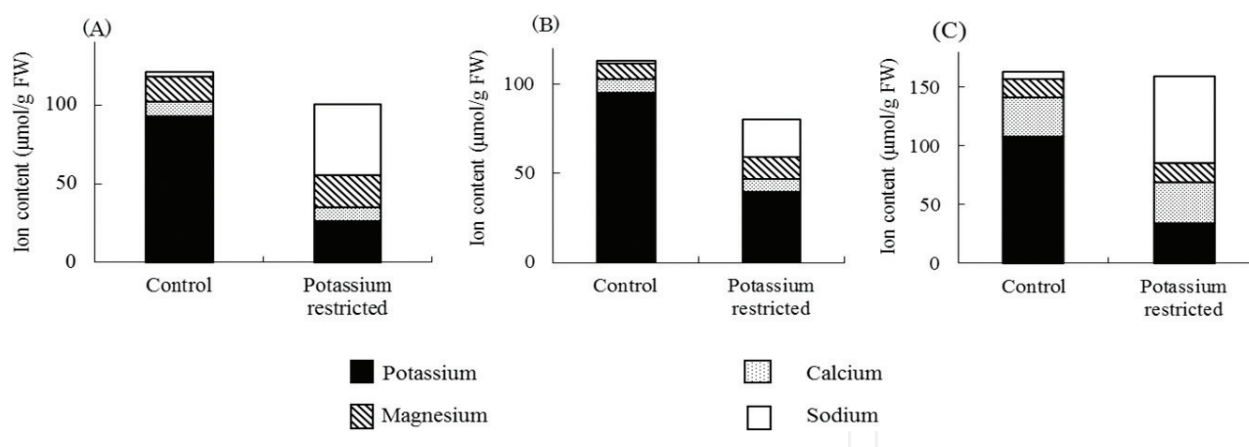 (A)
Ion content (μmol/g FW)
100
50
0
Control
Potassium
restricted
(B)
Ion content (μmol/g FW)
100
50
0
Control
Potassium
restricted
(C)
Ion content (μmol/g FW)
150
100
50
0
Control
Potassium
restricted
Potassium
Calcium
Magnesium
Sodium